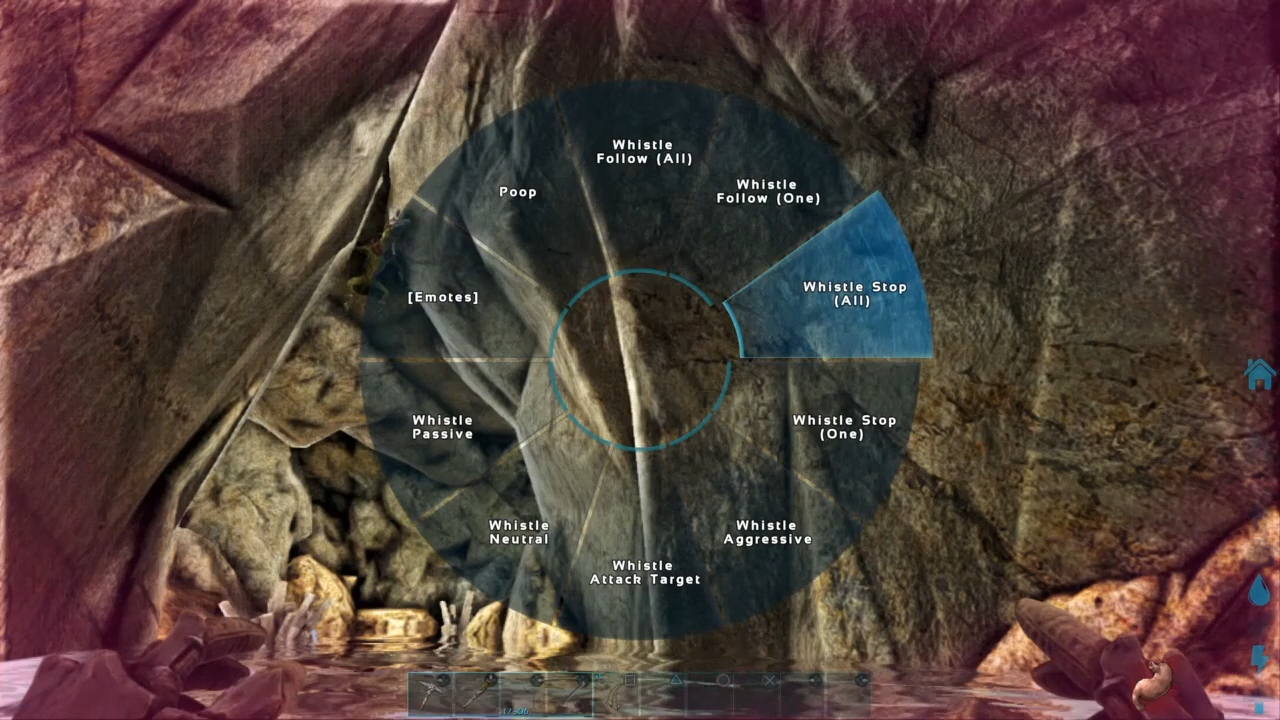 Whistle
Follow (All)
Poop
Whistle
Follow (One)
[Emotes]
Whistle Stop
(All)
Whistle
Passive
Whistle Stop
(One)
Whistle
Neutral
Whistle
Aggressive
Whistle
Attack Target